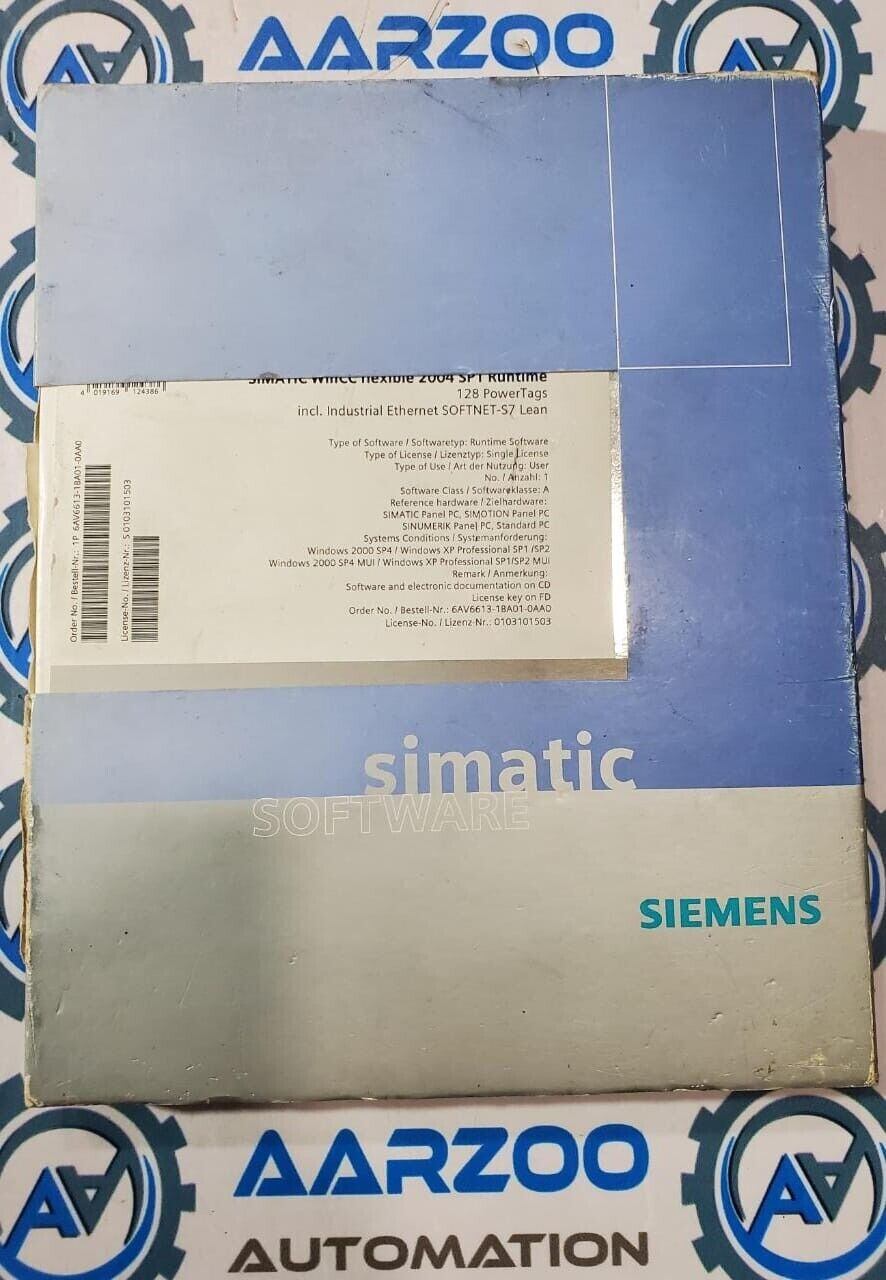 AARZOO
SIMATIC WinCC flexible 2004 SP1 Runtime
128 PowerTags
incl. Industrial Ethernet SOFTNET-S7 Lean
4 019169 124386
Type of Software / Softwaretyp: Runtime Software
Type of License / Lizenztyp: Single License
Type of Use / Art der Nutzung: User
No. / Anzahl: 1
Software Class / Softwareklasse: A
Reference hardware / Zielhardware:
SIMATIC Panel PC, SIMOTION Panel PC
SINUMERIK Panel PC, Standard PC
Systems Conditions / Systemanforderung:
Windows 2000 SP4 / Windows XP Professional SP1 /SP2
Windows 2000 SP4 MUI / Windows XP Professional SP1/SP2 MUI
Remark / Anmerkung:
Software and electronic documentation on CD
License key on FD
Order No. / Bestell-Nr.: 6AV6613-1BA01-0AA0
License-No. / Lizenz-Nr.: 0103101503
Order No. / Bestell-Nr.: 1P 6AV6613-1BA01-0AA0
License-No. / Lizenz-Nr.: S 0103101503
simatic
SOFTWARE
SIEMENS
AARZOO
AUTOMATION